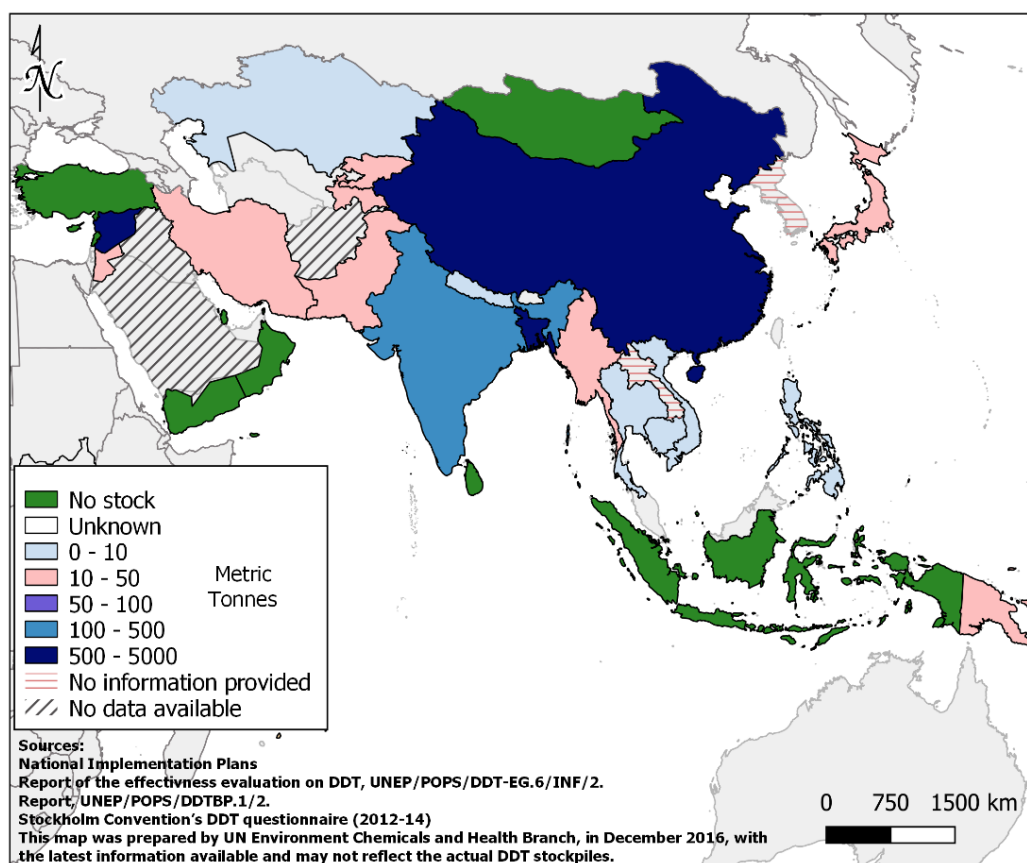 N
No stock
Unknown
0 - 10
10 - 50
50 - 100
100 - 500
500 - 5000
No information provided
No data available
Metric
Tonnes
Sources:
National Implementation Plans
Report of the effectivness evaluation on DDT, UNEP/POPS/DDT-EG.6/INF/2.
Report, UNEP/POPS/DDTBP.1/2.
Stockholm Convention's DDT questionnaire (2012-14)
This map was prepared by UN Environment Chemicals and Health Branch, in December 2016, with
the latest information available and may not reflect the actual DDT stockpiles.
0 750 1500 km